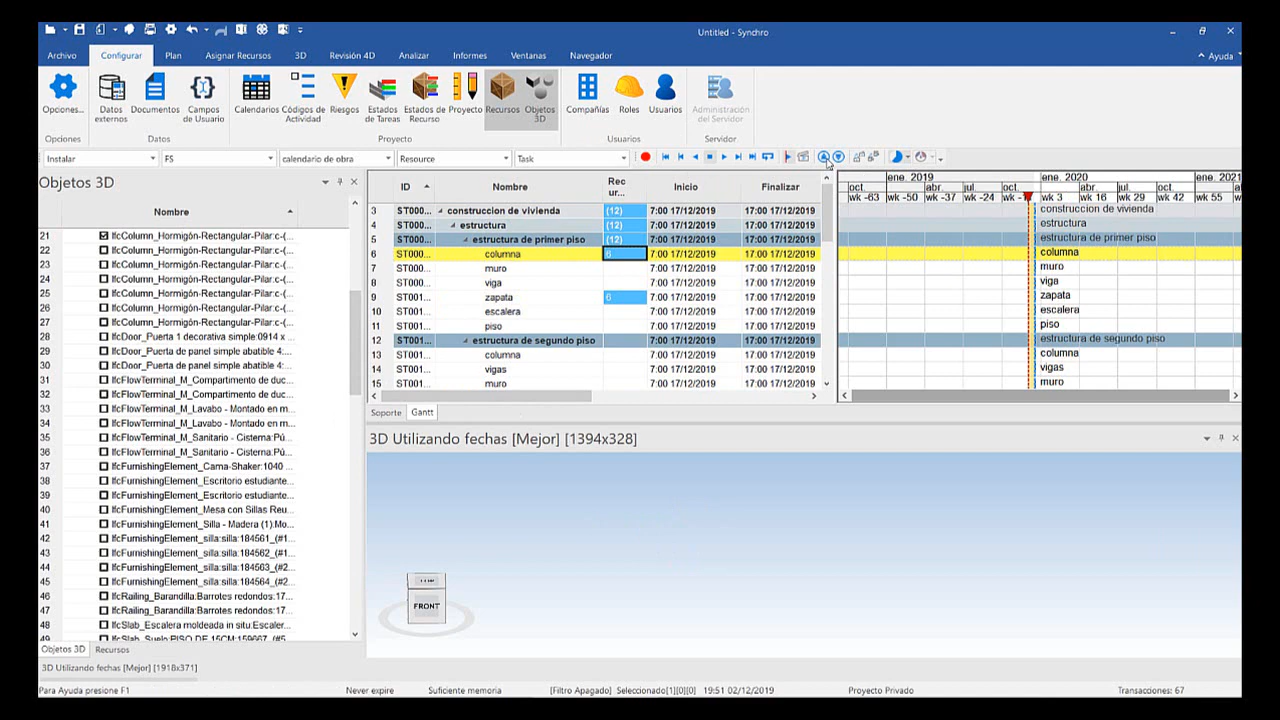 Untitled - Synchro
Archivo Configurar Plan Asignar Recursos 3D Revisión 4D Analizar Informes Ventanas Navegador Ayuda
Opciones... Datos externos Documentos Campos de Usuario Calendarios Códigos de Actividad Riesgos Estados de Tareas Estados de Recurso Proyecto Recursos Objetos 3D Compañías Roles Usuarios Administración del Servidor
Opciones Datos Proyecto Usuarios Servidor
Instalar FS calendario de obra Resource Task
Objetos 3D
Nombre
21 IfcColumn_Hormigón-Rectangular-Pilar:c-(...
22 IfcColumn_Hormigón-Rectangular-Pilar:c-(...
23 IfcColumn_Hormigón-Rectangular-Pilar:c-(...
24 IfcColumn_Hormigón-Rectangular-Pilar:c-(...
25 IfcColumn_Hormigón-Rectangular-Pilar:c-(...
26 IfcColumn_Hormigón-Rectangular-Pilar:c-(...
27 IfcColumn_Hormigón-Rectangular-Pilar:c-(...
28 IfcDoor_Puerta 1 decorativa simple:0914 x ...
29 IfcDoor_Puerta de panel simple abatible 4:...
30 IfcDoor_Puerta de panel simple abatible 4:...
31 IfcFlowTerminal_M_Compartimento de duc...
32 IfcFlowTerminal_M_Compartimento de duc...
33 IfcFlowTerminal_M_Lavabo - Montado en m...
34 IfcFlowTerminal_M_Lavabo - Montado en m...
35 IfcFlowTerminal_M_Sanitario - Cisterna:Pú...
36 IfcFlowTerminal_M_Sanitario - Cisterna:Pú...
37 IfcFurnishingElement_Cama-Shaker:1040 ...
38 IfcFurnishingElement_Escritorio estudiante...
39 IfcFurnishingElement_Escritorio estudiante...
40 IfcFurnishingElement_Mesa con Sillas Reu...
41 IfcFurnishingElement_Silla - Madera (1):Mo...
42 IfcFurnishingElement_silla:silla:184561_(#1...
43 IfcFurnishingElement_silla:silla:184562_(#1...
44 IfcFurnishingElement_silla:silla:184563_(#2...
45 IfcFurnishingElement_silla:silla:184564_(#2...
46 IfcRailing_Barandilla:Barrotes redondos:17...
47 IfcRailing_Barandilla:Barrotes redondos:17...
48 IfcSlab_Escalera moldeada in situ:Escaler...
49 IfcSlab_Suelo:PISO DE 15CM:159667_(#5...
Objetos 3D Recursos
ID Nombre Rec ur... Inicio Finalizar
3 ST000... construccion de vivienda (12) 7:00 17/12/2019 17:00 17/12/2019
4 ST000... estructura (12) 7:00 17/12/2019 17:00 17/12/2019
5 ST000... estructura de primer piso (12) 7:00 17/12/2019 17:00 17/12/2019
6 ST000... columna 6 7:00 17/12/2019 17:00 17/12/2019
7 ST000... muro 7:00 17/12/2019 17:00 17/12/2019
8 ST000... viga 7:00 17/12/2019 17:00 17/12/2019
9 ST001... zapata 6 7:00 17/12/2019 17:00 17/12/2019
10 ST001... escalera 7:00 17/12/2019 17:00 17/12/2019
11 ST001... piso 7:00 17/12/2019 17:00 17/12/2019
12 ST001... estructura de segundo piso 7:00 17/12/2019 17:00 17/12/2019
13 ST001... columna 7:00 17/12/2019 17:00 17/12/2019
14 ST001... vigas 7:00 17/12/2019 17:00 17/12/2019
15 ST001... muro 7:00 17/12/2019 17:00 17/12/2019
ene. 2019 ene. 2020 ene. 2021
oct. abr. jul. oct. abr. jul. oct.
wk -63 wk -50 wk -37 wk -24 wk 3 wk 16 wk 29 wk 42 wk 55
construccion de vivienda
estructura
estructura de primer piso
columna
muro
viga
zapata
escalera
piso
estructura de segundo piso
columna
vigas
muro
Soporte Gantt
3D Utilizando fechas [Mejor] [1394x328]
FRONT
3D Utilizando fechas [Mejor] [1918x371]
Para Ayuda presione F1 Never expire Suficiente memoria [Filtro Apagado] Seleccionado[1][0][0] 19:51 02/12/2019 Proyecto Privado Transacciones: 67